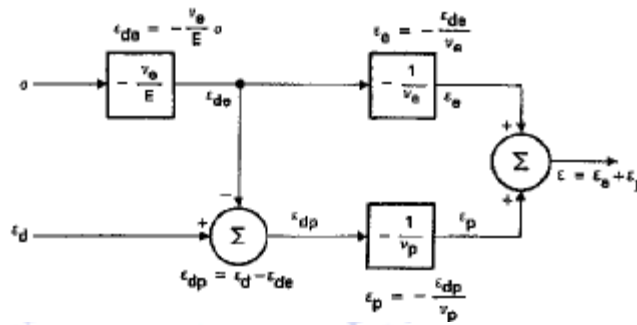 ε_de = - ν_e/E σ
ε_e = - ε_de/ν_e
σ
- ν_e/E
ε_de
- 1/ν_e
ε_e
+
Σ
ε = ε_e + ε_p
+
-
ε_d
+
Σ
ε_dp
- 1/ν_p
ε_p
ε_dp = ε_d - ε_de
ε_p = - ε_dp/ν_p